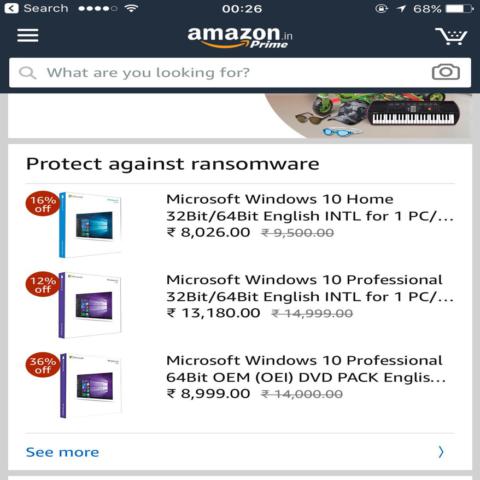 Search
00:26
68%
amazon.in
Prime
What are you looking for?
Protect against ransomware
16%
off
Microsoft Windows 10 Home
32Bit/64Bit English INTL for 1 PC/...
₹ 8,026.00 ₹ 9,500.00
12%
off
Microsoft Windows 10 Professional
32Bit/64Bit English INTL for 1 PC/...
₹ 13,180.00 ₹ 14,999.00
36%
off
Microsoft Windows 10 Professional
64Bit OEM (OEI) DVD PACK Englis...
₹ 8,999.00 ₹ 14,000.00
See more